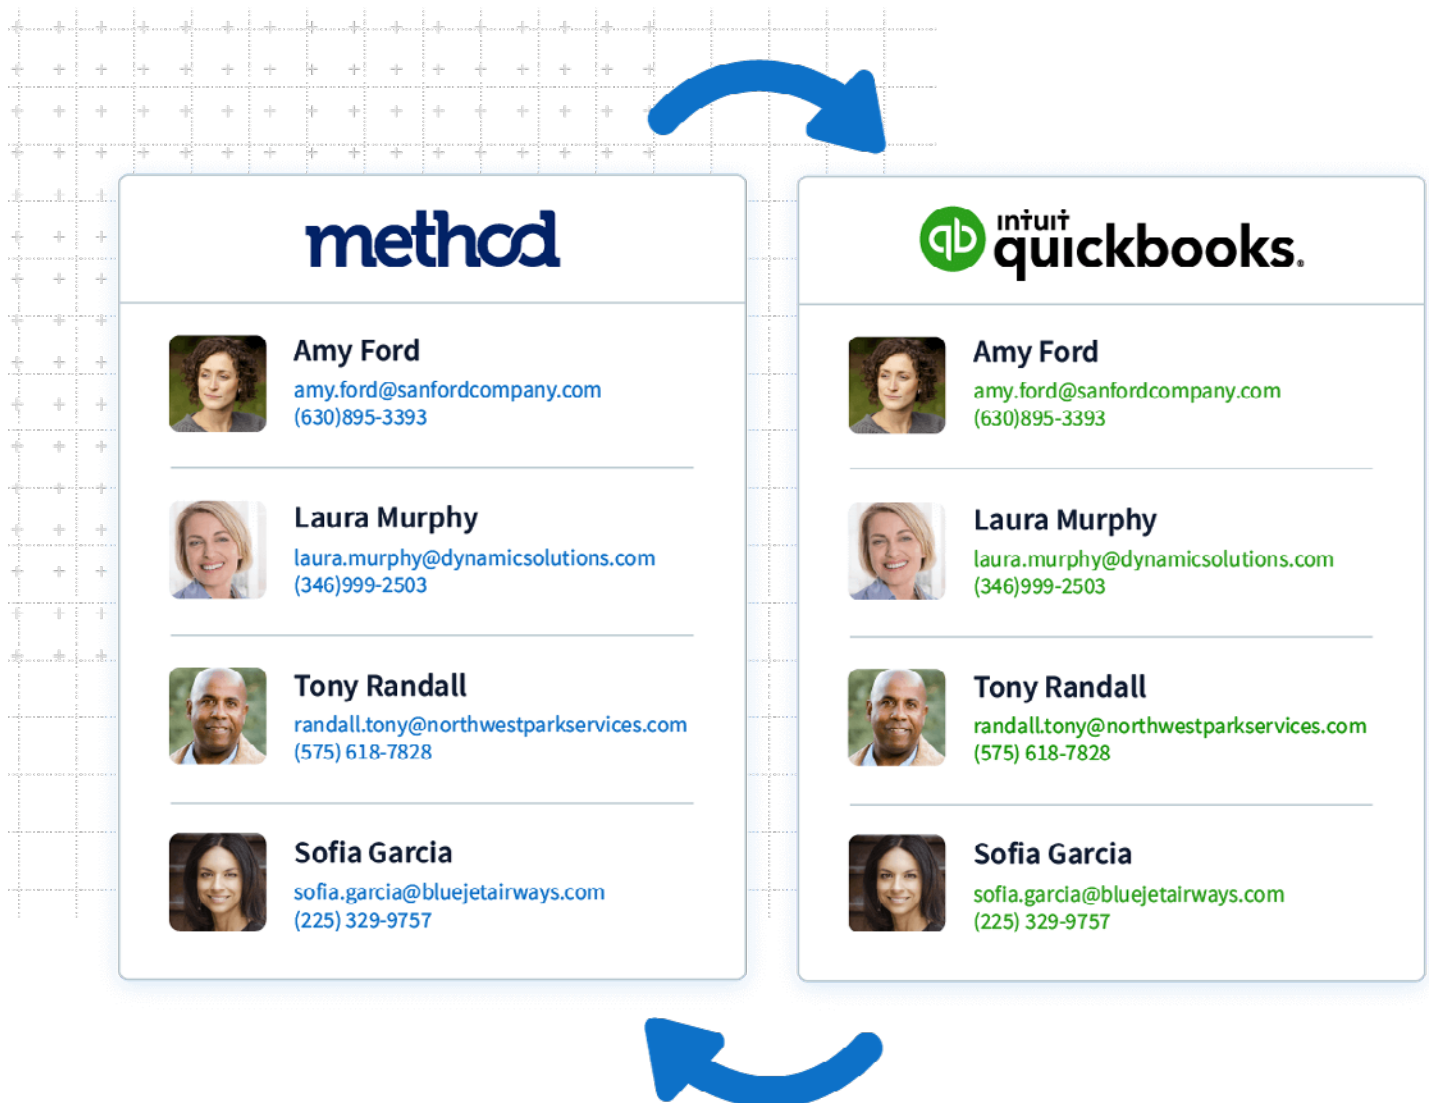 method
Amy Ford
amy.ford@sanfordcompany.com
(630)895-3393
Laura Murphy
laura.murphy@dynamicsolutions.com
(346)999-2503
Tony Randall
randall.tony@northwestparkservices.com
(575) 618-7828
Sofia Garcia
sofia.garcia@bluejetairways.com
(225) 329-9757
qb
ıntuıt
quickbooks.
Amy Ford
amy.ford@sanfordcompany.com
(630)895-3393
Laura Murphy
laura.murphy@dynamicsolutions.com
(346)999-2503
Tony Randall
randall.tony@northwestparkservices.com
(575) 618-7828
Sofia Garcia
sofia.garcia@bluejetairways.com
(225) 329-9757